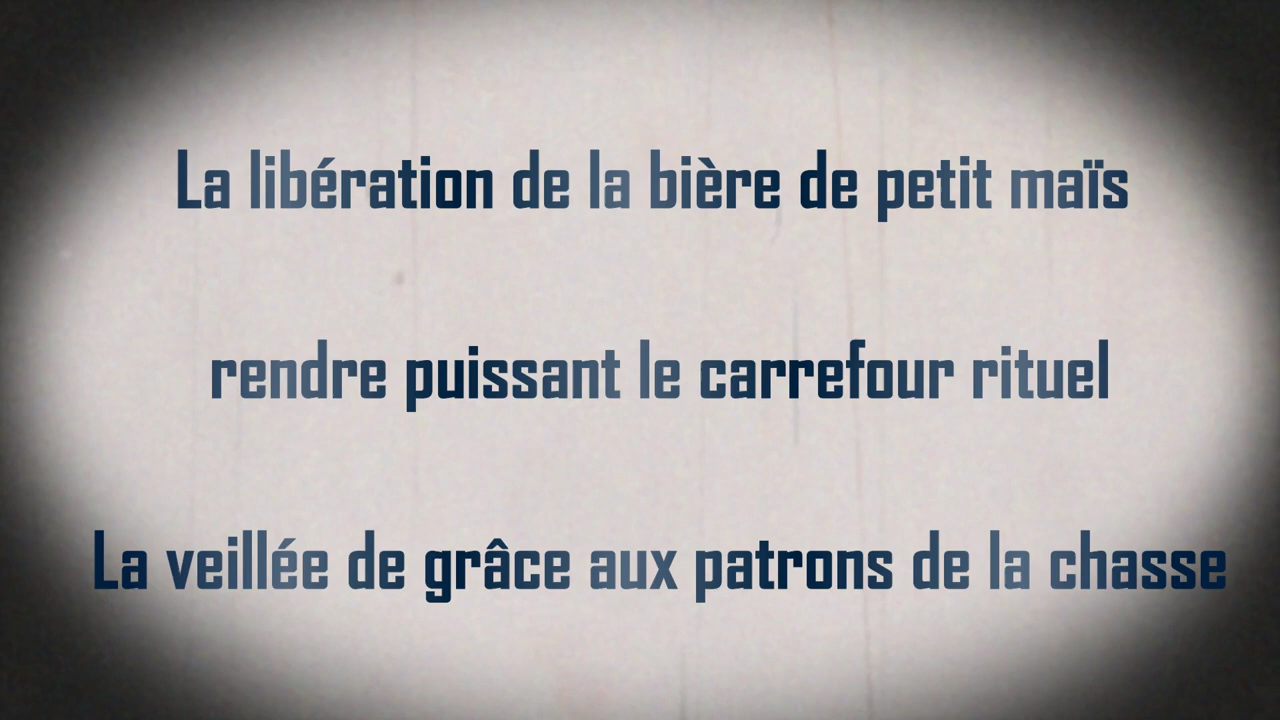 La libération de la bière de petit maïs
rendre puissant le carrefour rituel
La veillée de grâce aux patrons de la chasse